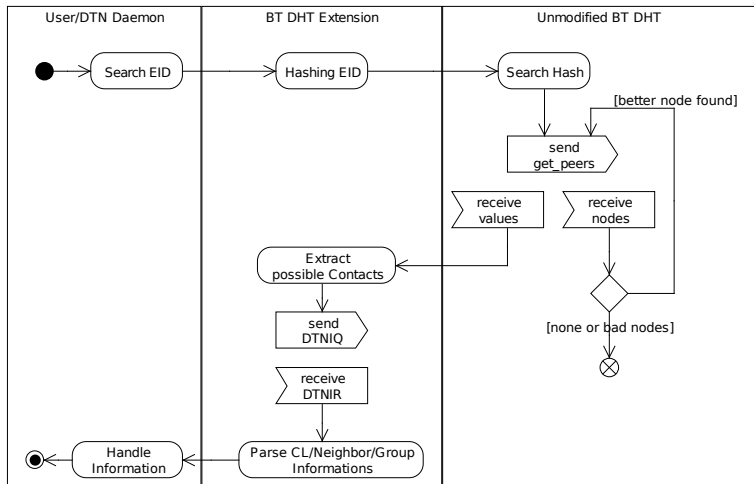 User/DTN Daemon
BT DHT Extension
Unmodified BT DHT
Search EID
Hashing EID
Search Hash
[better node found]
send
get_peers
receive
values
receive
nodes
Extract
possible Contacts
[none or bad nodes]
send
DTNIQ
receive
DTNIR
Handle
Information
Parse CL/Neighbor/Group
Informations